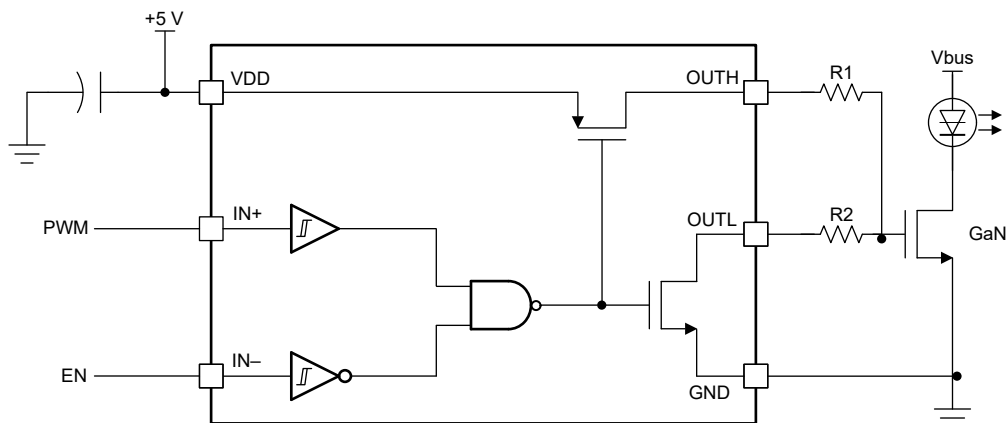 +5 V
VDD
OUTH
R1
Vbus
PWM
IN+
OUTL
R2
GaN
EN
IN–
GND